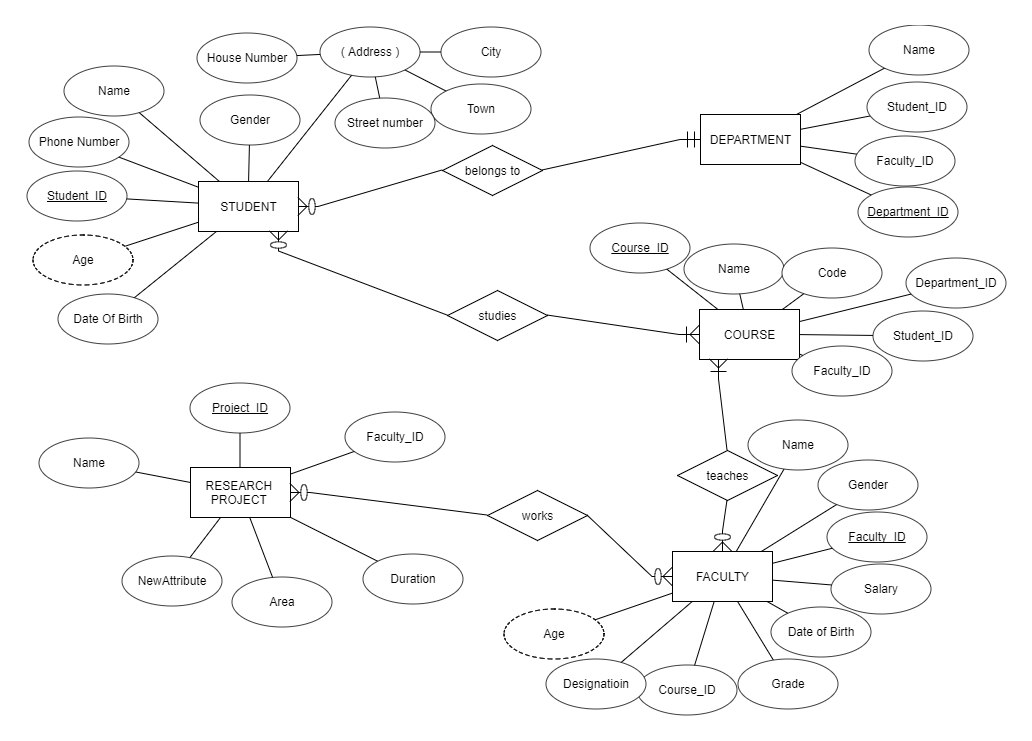 ( Address )
House Number
City
Name
Name
Town
Student_ID
Gender
Street number
Phone Number
DEPARTMENT
Faculty_ID
belongs to
Student_ID
STUDENT
Department_ID
Course_ID
Age
Name
Code
Department_ID
Date Of Birth
studies
COURSE
Student_ID
Faculty_ID
Project_ID
Faculty_ID
Name
Name
teaches
RESEARCH
PROJECT
Gender
works
Faculty_ID
NewAttribute
Duration
FACULTY
Salary
Area
Age
Date of Birth
Designatioin
Course_ID
Grade